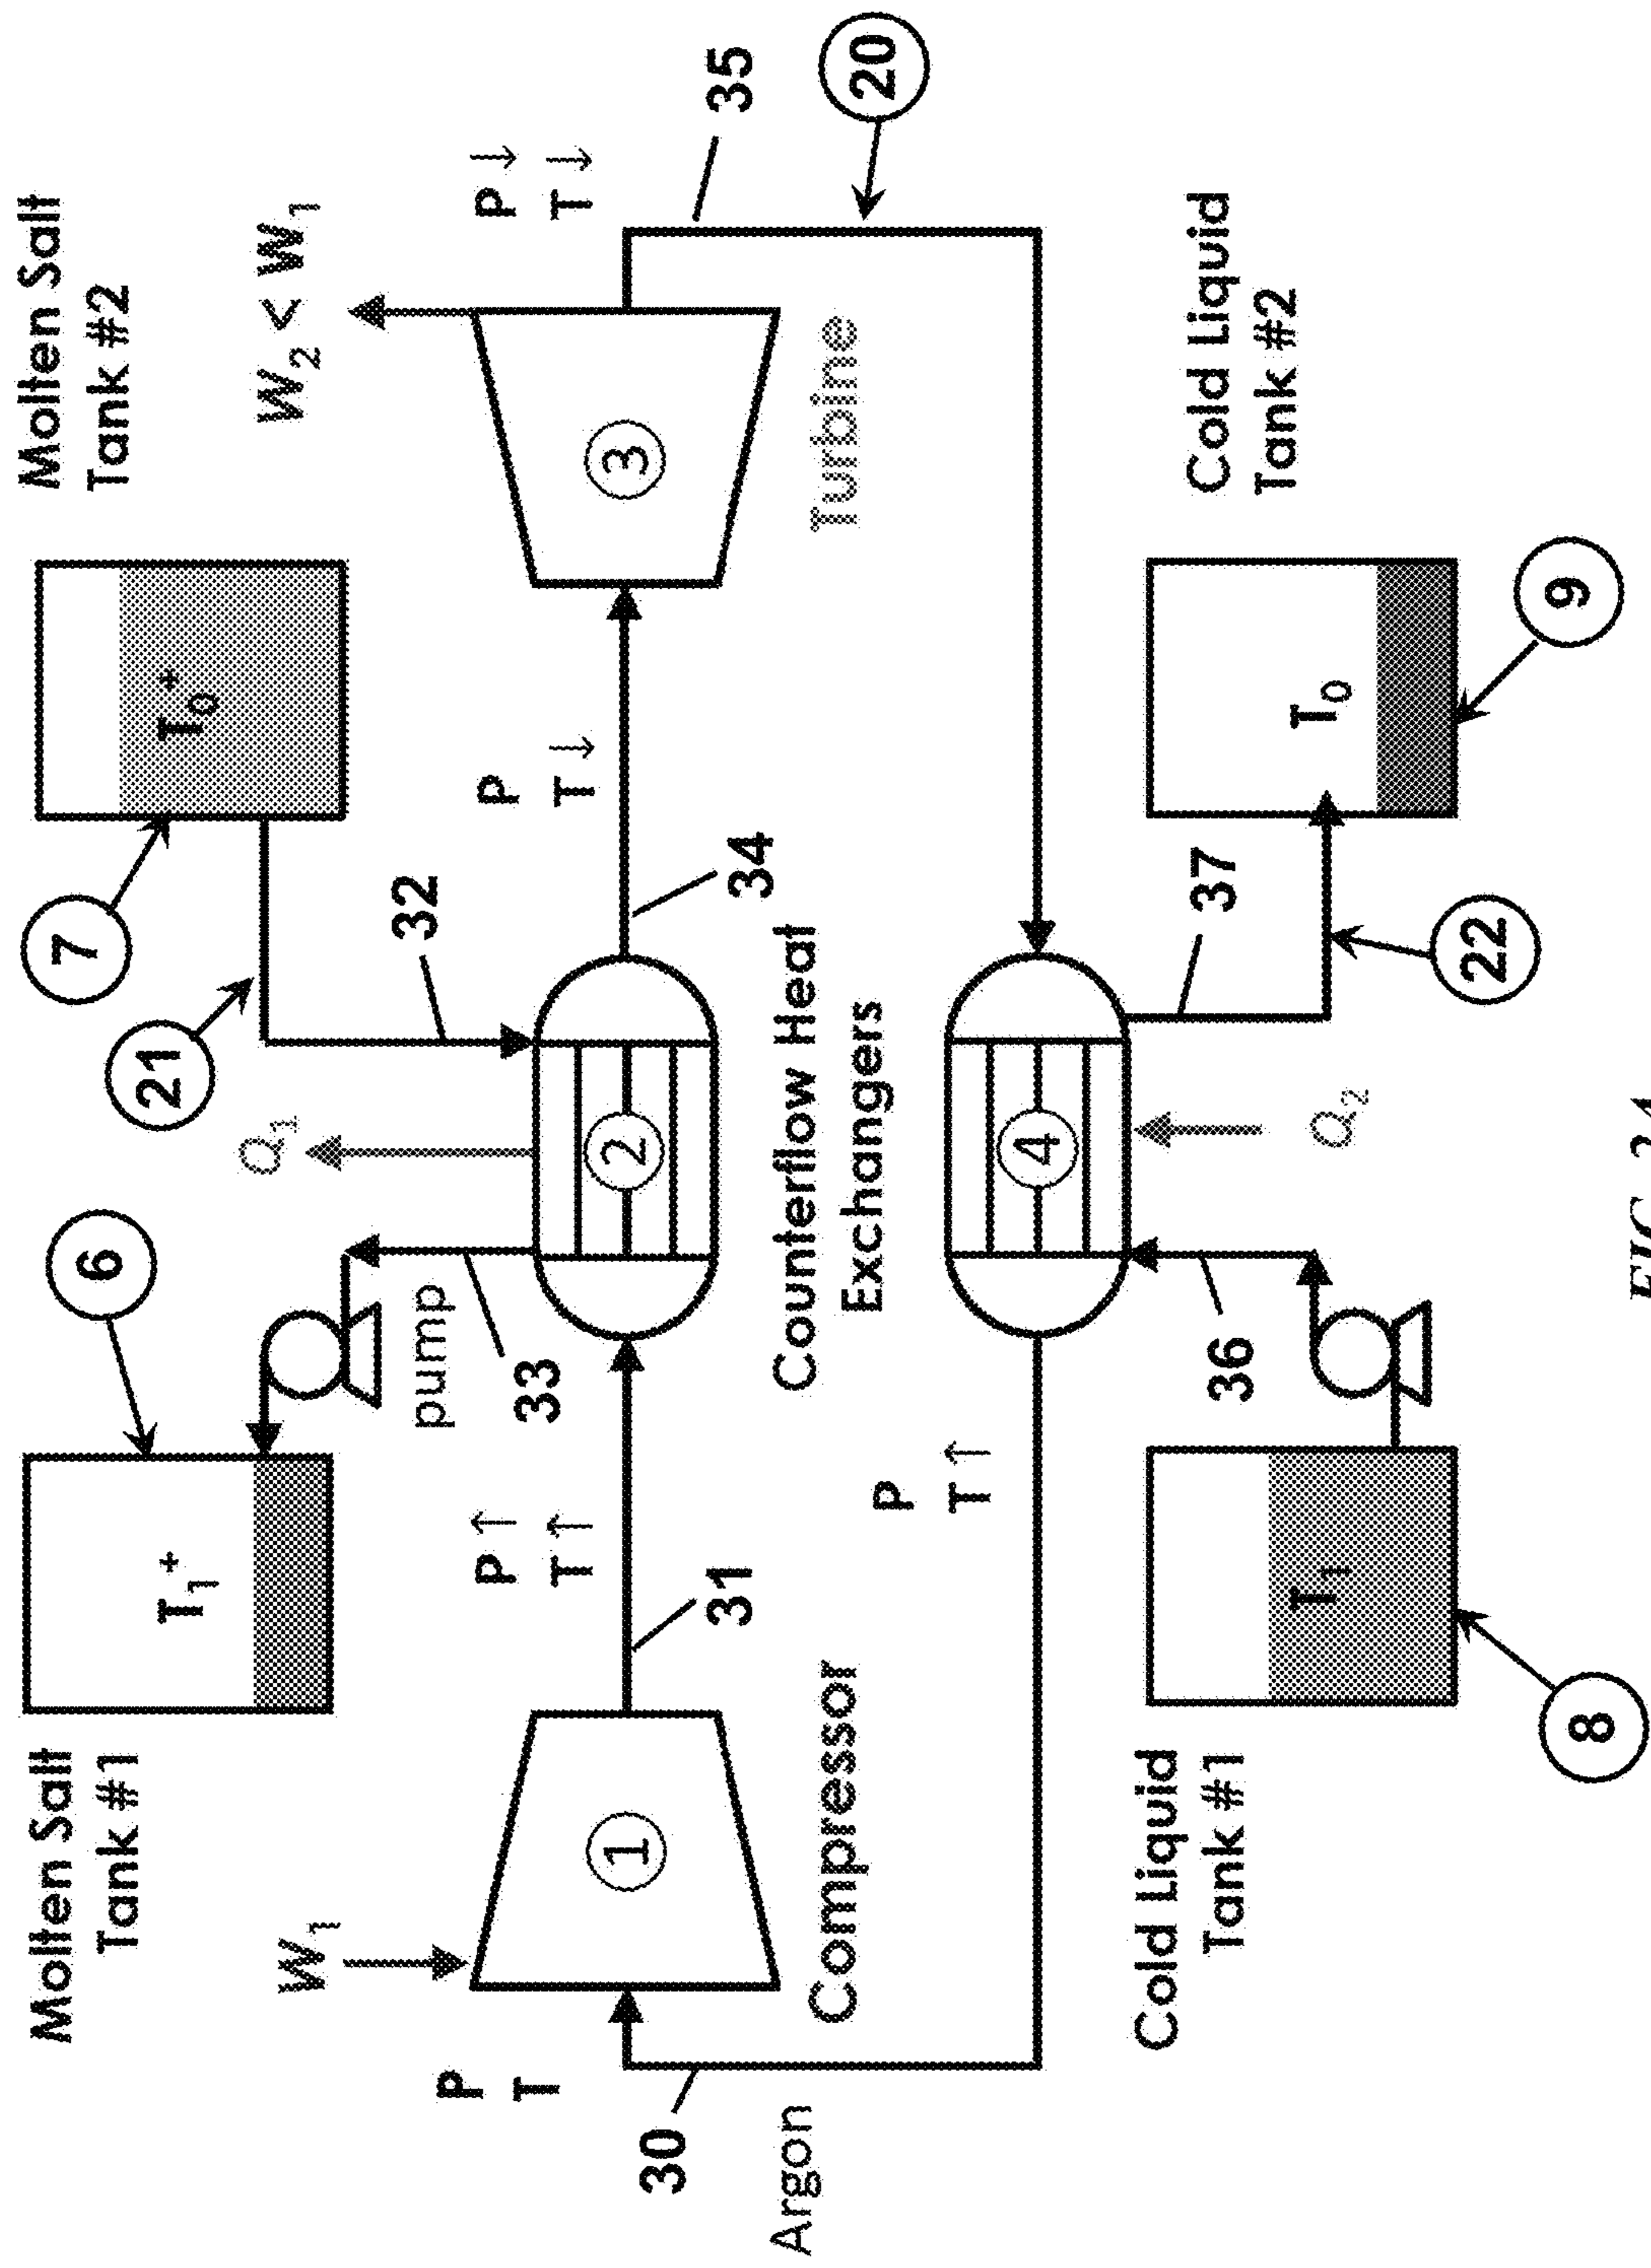 Molten Salt
Tank #1
T1+
6
7
T0+
Molten Salt
Tank #2
21
Q1
W1
pump
33
32
W2 < W1
P
T
P↑
T↑
P
T↓
P↓
T↓
30
Argon
1
Compressor
31
2
Counterflow Heat
Exchangers
34
3
Turbine
35
20
P
T↑
4
Cold Liquid
Tank #1
T1
8
36
Q2
37
22
T0
9
Cold Liquid
Tank #2